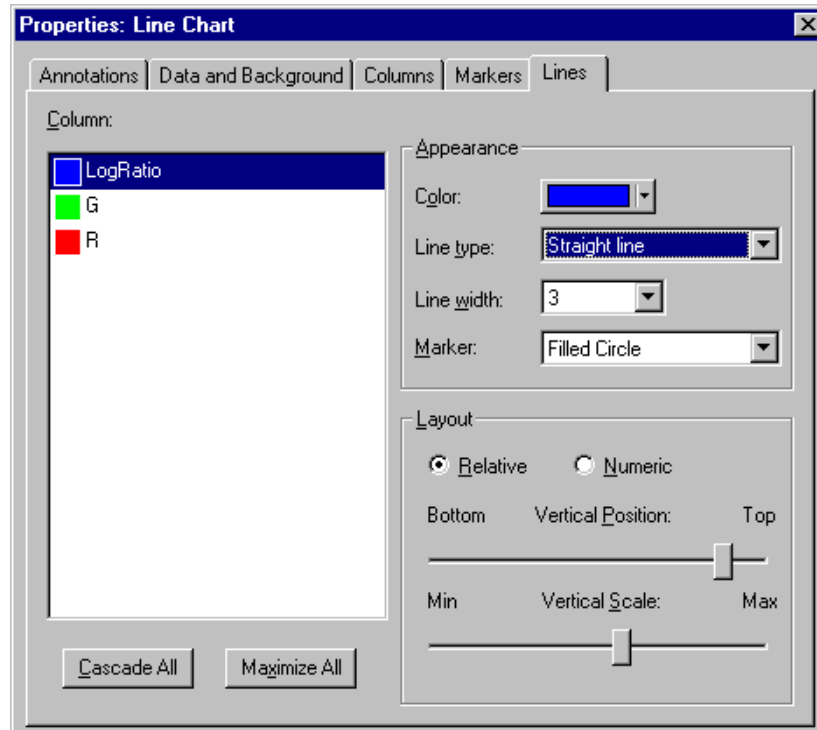 Properties: Line Chart
Annotations
Data and Background
Columns
Markers
Lines
Column:
LogRatio
G
R
Cascade All
Maximize All
Appearance
Color:
Line type:
Straight line
Line width:
3
Marker:
Filled Circle
Layout
Relative
Numeric
Bottom
Vertical Position:
Top
Min
Vertical Scale:
Max